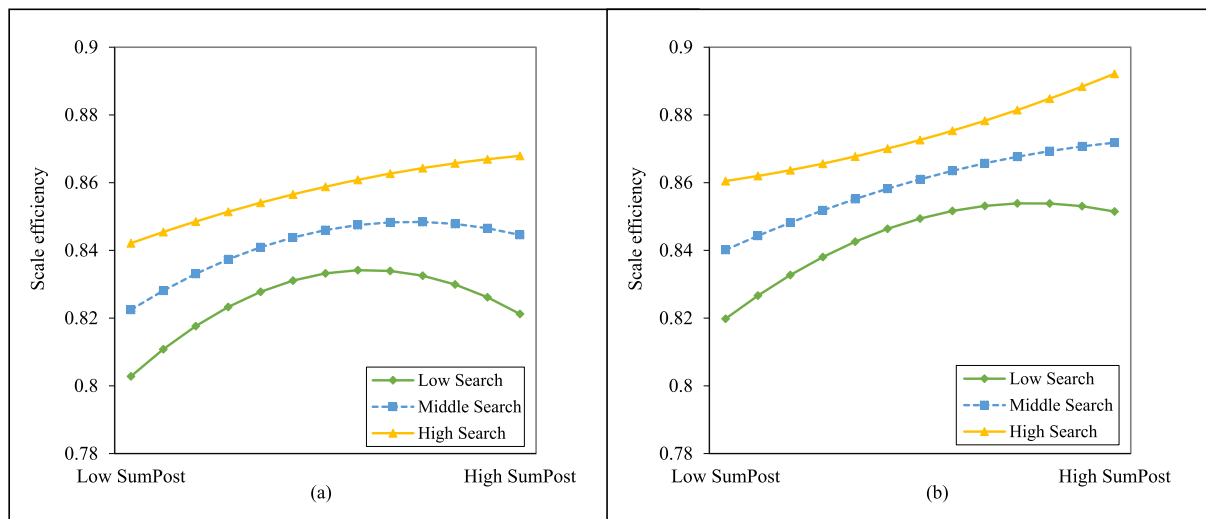 0.9
0.88
0.86
0.84
0.82
0.8
0.78
Scale efficiency
Low Search
Middle Search
High Search
Low SumPost
High SumPost
(a)
0.9
0.88
0.86
0.84
0.82
0.8
0.78
Scale efficiency
Low Search
Middle Search
High Search
Low SumPost
High SumPost
(b)